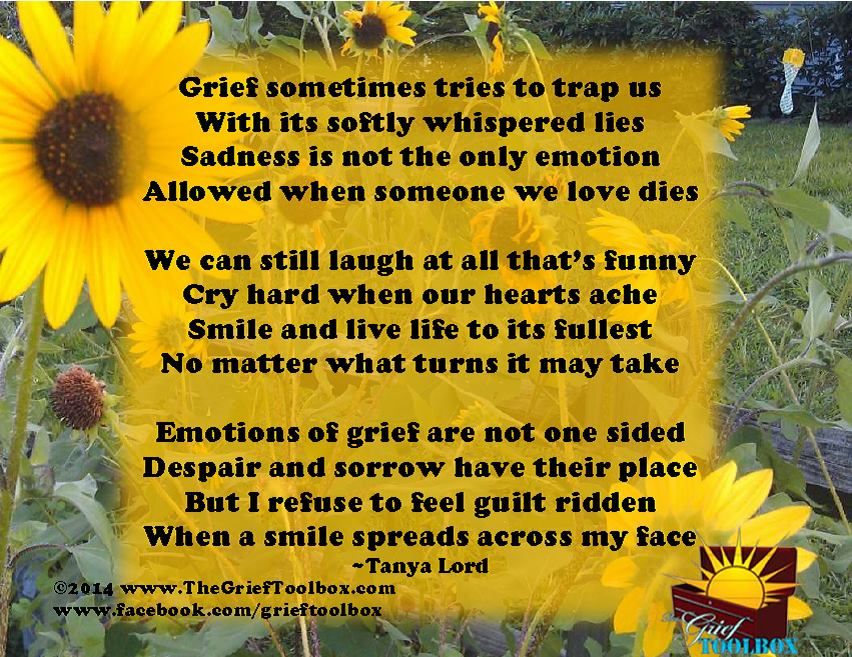 Grief sometimes tries to trap us
With its softly whispered lies
Sadness is not the only emotion
Allowed when someone we love dies
We can still laugh at all that's funny
Cry hard when our hearts ache
Smile and live life to its fullest
No matter what turns it may take
Emotions of grief are not one sided
Despair and sorrow have their place
But I refuse to feel guilt ridden
When a smile spreads across my face
~Tanya Lord
©2014 www.TheGriefToolbox.com
www.facebook.com/grieftoolbox
the Grief
TOOLBOX